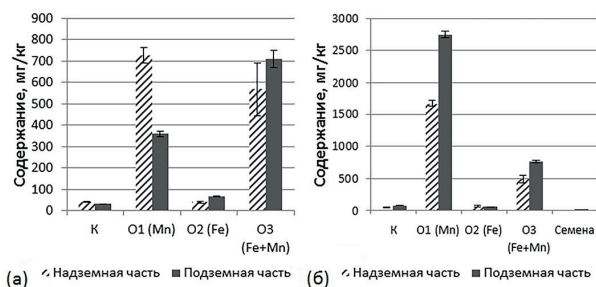 Содержание, мг/кг
900
800
700
600
500
400
300
200
100
0
К О1 (Mn) О2 (Fe) О3 (Fe+Mn)
(а) Надземная часть Подземная часть
Содержание, мг/кг
3000
2500
2000
1500
1000
500
0
К О1 (Mn) О2 (Fe) О3 (Fe+Mn) Семена
(б) Надземная часть Подземная часть